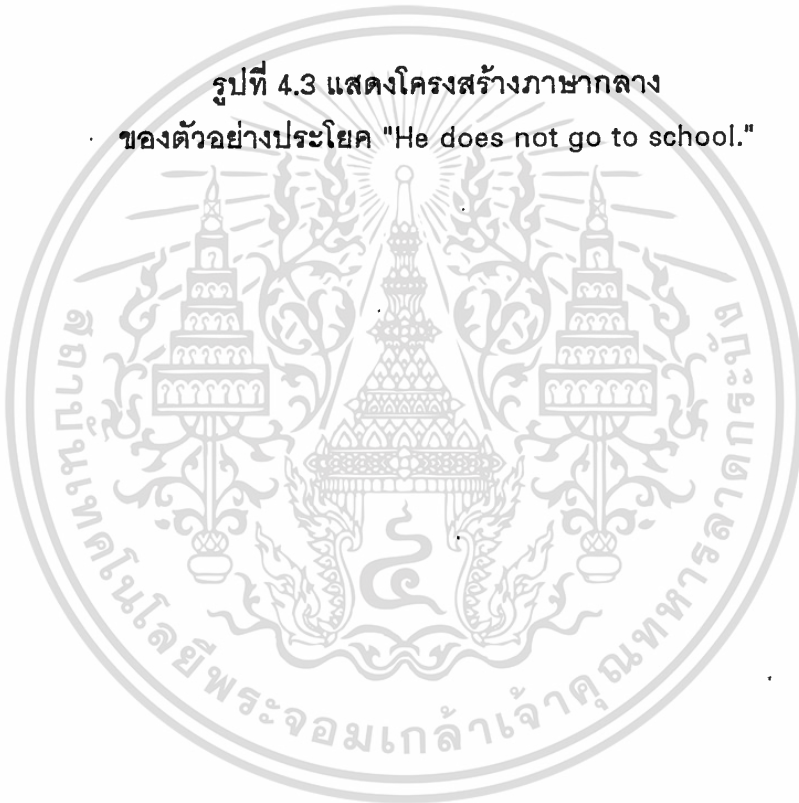 รูปที่ 4.3 แสดงโครงสร้างภาษากลาง
ของตัวอย่างประโยค "He does not go to school."
สถาบันเทคโนโลยีพระจอมเกล้าเจ้าคุณทหารลาดกระบัง